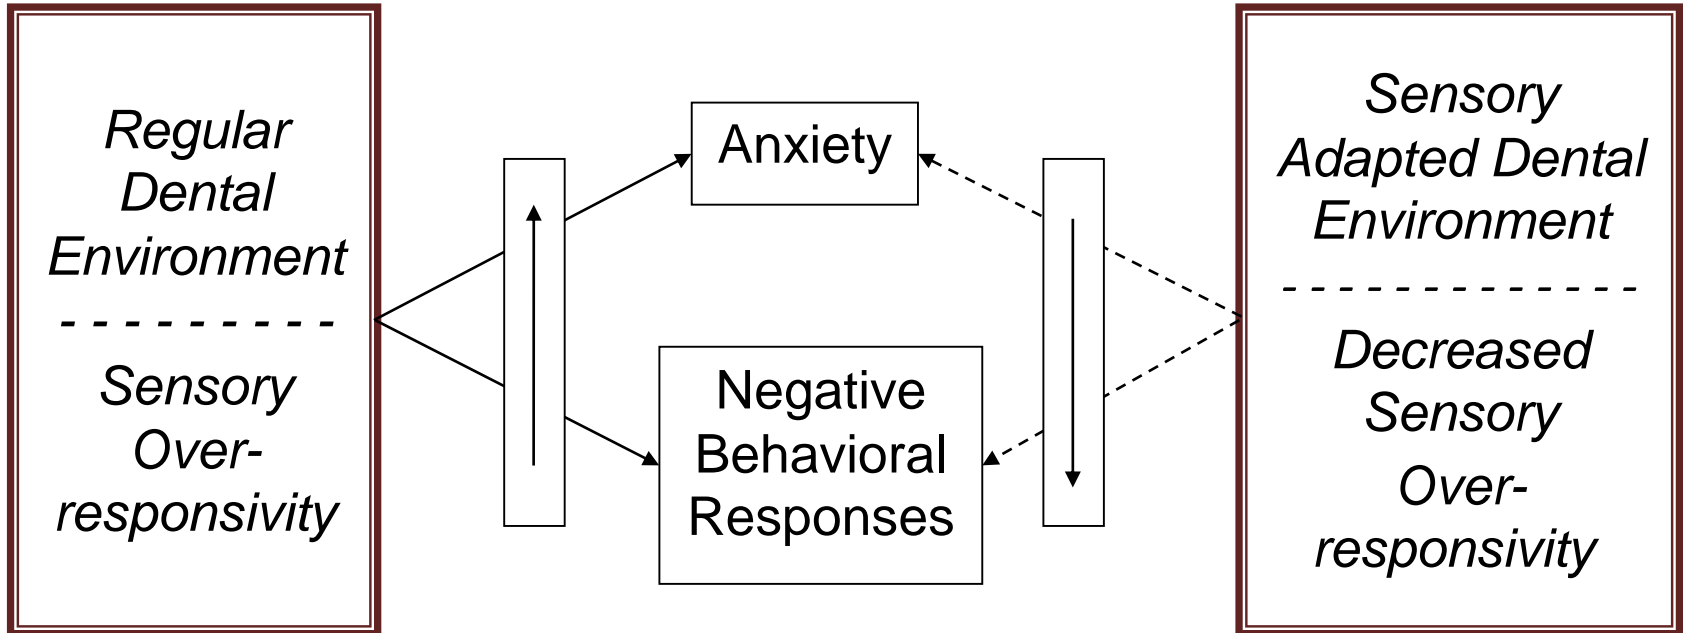 Regular
Dental
Environment
- - - - - - - - - -
Sensory
Over-
responsivity
Anxiety
Negative
Behavioral
Responses
Sensory
Adapted Dental
Environment
- - - - - - - - - - - - -
Decreased
Sensory
Over-
responsivity